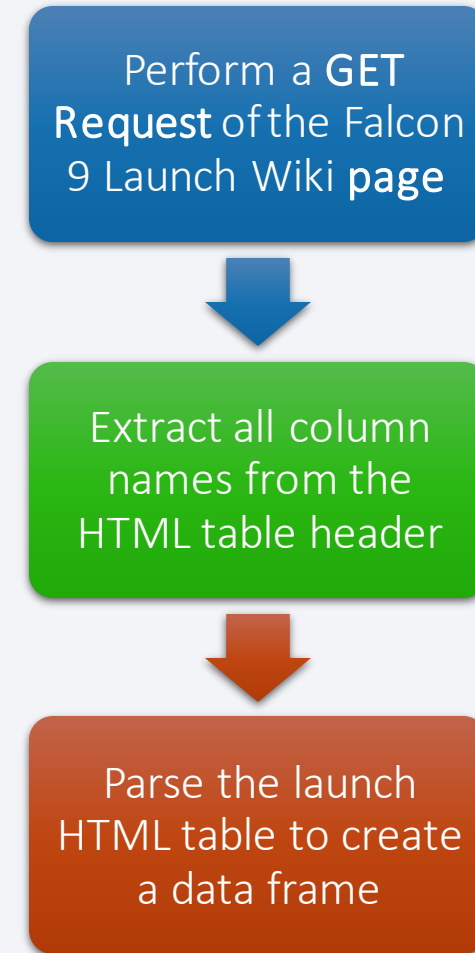 Perform a GET
Request of the Falcon
9 Launch Wiki page
Extract all column
names from the
HTML table header
Parse the launch
HTML table to create
a data frame